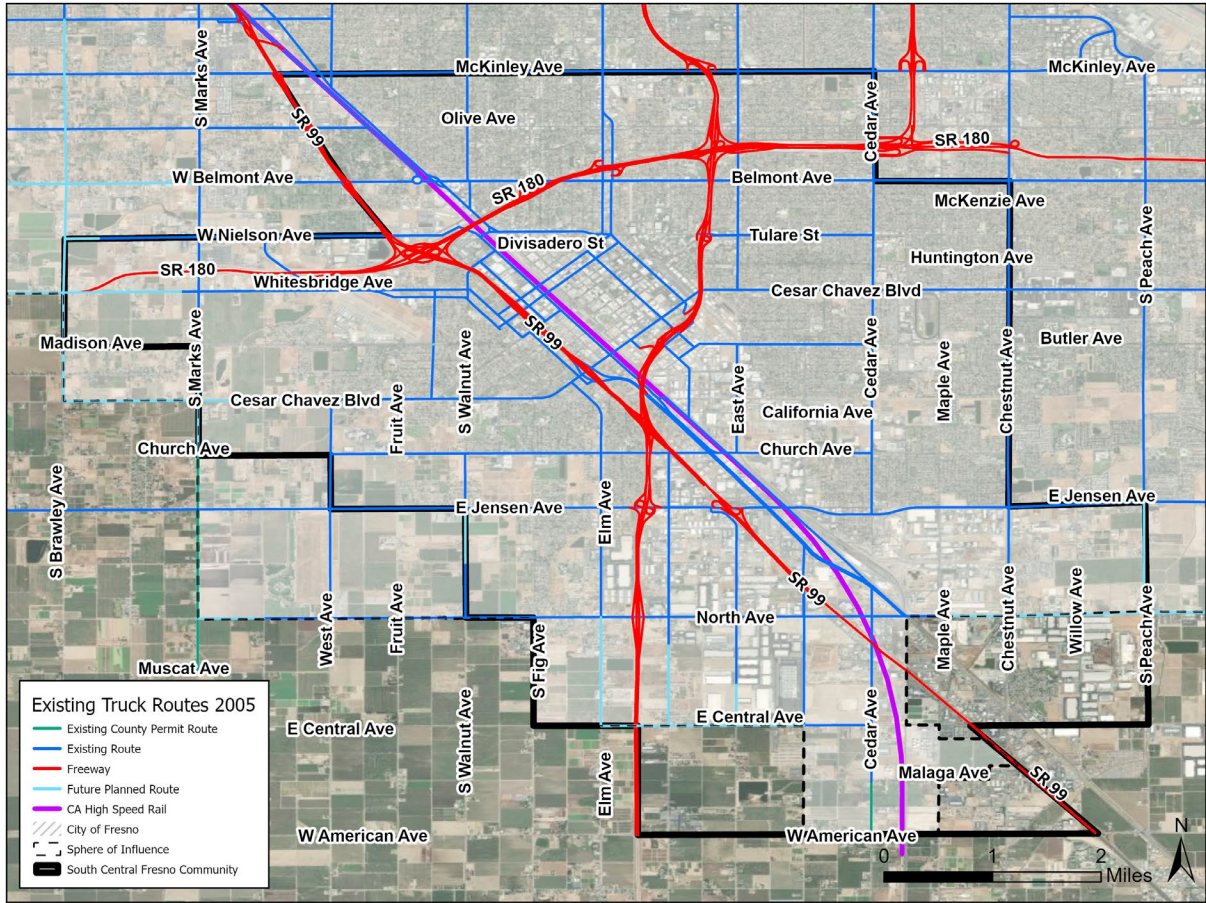 McKinley Ave
McKinley Ave
S Marks Ave
Cedar Ave
Olive Ave
SR 99
SR 180
W Belmont Ave
SR 180
Belmont Ave
McKenzie Ave
S Peach Ave
W Nielson Ave
Divisadero St
Tulare St
Huntington Ave
SR 180
Whitesbridge Ave
Cesar Chavez Blvd
SR 99
Madison Ave
S Marks Ave
S Walnut Ave
Cedar Ave
Maple Ave
Chestnut Ave
Butler Ave
Cesar Chavez Blvd
Fruit Ave
East Ave
California Ave
Church Ave
Church Ave
S Brawley Ave
E Jensen Ave
Elm Ave
E Jensen Ave
SR 99
West Ave
Fruit Ave
North Ave
Maple Ave
Chestnut Ave
Willow Ave
S Peach Ave
Muscat Ave
S Fig Ave
S Walnut Ave
E Central Ave
E Central Ave
Cedar Ave
Elm Ave
Malaga Ave
SR 99
W American Ave
W American Ave
Existing Truck Routes 2005
Existing County Permit Route
Existing Route
Freeway
Future Planned Route
CA High Speed Rail
City of Fresno
Sphere of Influence
South Central Fresno Community
N
0 1 2
Miles